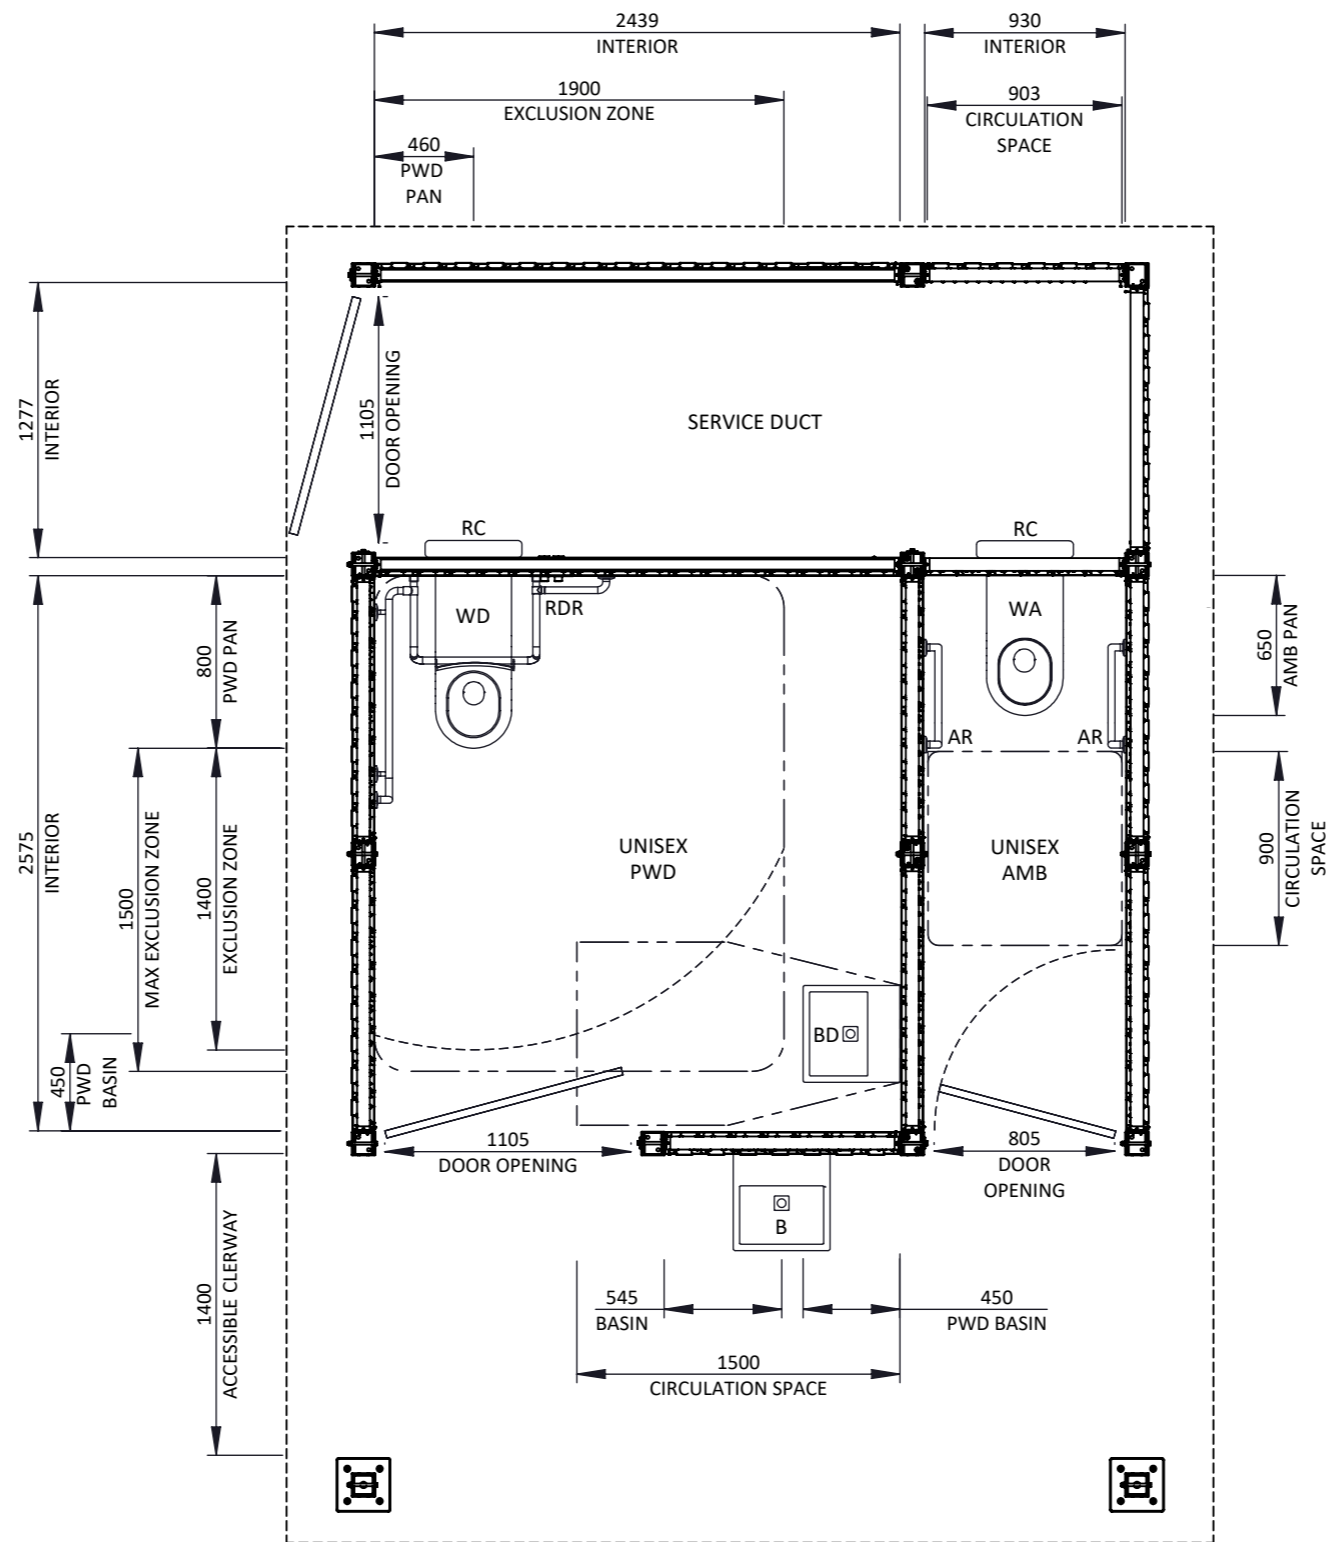 2439
INTERIOR
930
INTERIOR
1900
EXCLUSION ZONE
903
CIRCULATION
SPACE
460
PWD
PAN
1277
INTERIOR
1105
DOOR OPENING
SERVICE DUCT
RC
RC
WD
RDR
WA
800
PWD PAN
650
AMB PAN
AR
AR
2575
INTERIOR
1500
MAX EXCLUSION ZONE
1400
EXCLUSION ZONE
UNISEX
PWD
UNISEX
AMB
900
CIRCULATION
SPACE
450
PWD
BASIN
BD
1105
DOOR OPENING
805
DOOR
OPENING
B
1400
ACCESSIBLE CLERWAY
545
BASIN
450
PWD BASIN
1500
CIRCULATION SPACE